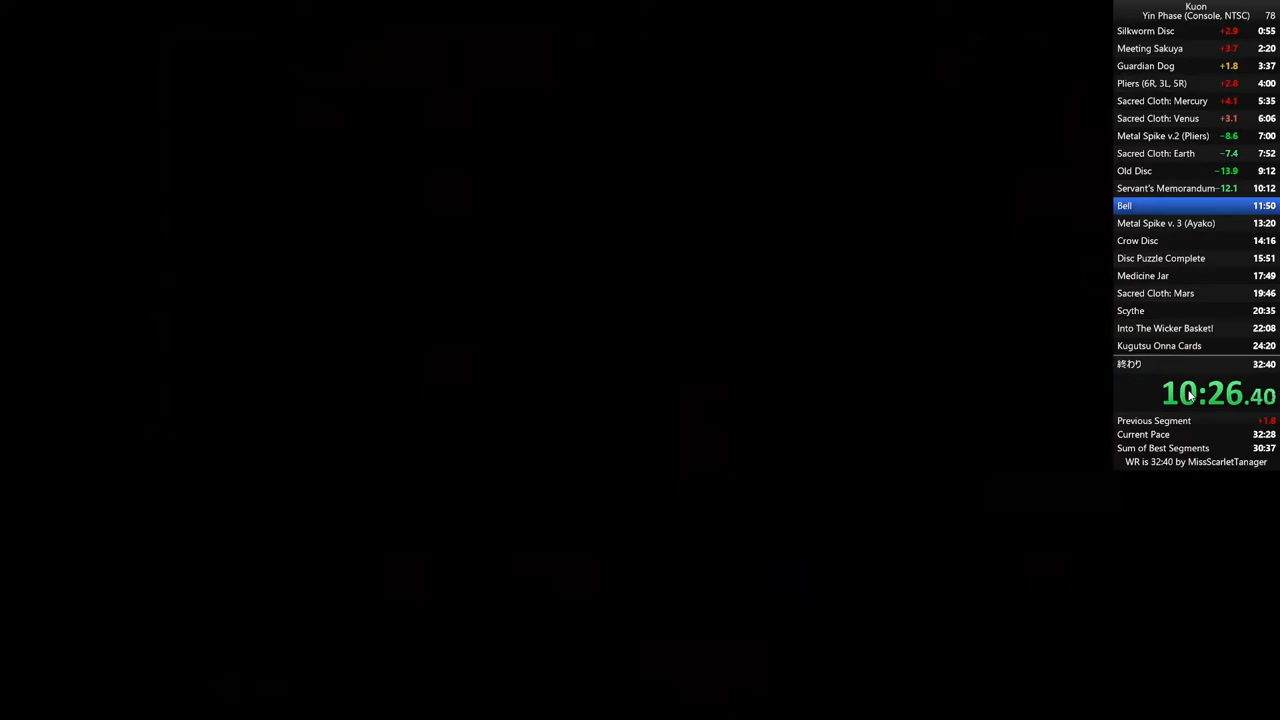 Kuon
Yin Phase (Console, NTSC) 78
Silkworm Disc +2.9 0:55
Meeting Sakuya +3.7 2:20
Guardian Dog +1.8 3:37
Pliers (6R, 3L, 5R) +2.8 4:00
Sacred Cloth: Mercury +4.1 5:35
Sacred Cloth: Venus +3.1 6:06
Metal Spike v.2 (Pliers) −8.6 7:00
Sacred Cloth: Earth −7.4 7:52
Old Disc −13.9 9:12
Servant's Memorandum −12.1 10:12
Bell 11:50
Metal Spike v. 3 (Ayako) 13:20
Crow Disc 14:16
Disc Puzzle Complete 15:51
Medicine Jar 17:49
Sacred Cloth: Mars 19:46
Scythe 20:35
Into The Wicker Basket! 22:08
Kugutsu Onna Cards 24:20
終わり 32:40
10:26.40
Previous Segment +1.8
Current Pace 32:28
Sum of Best Segments 30:37
WR is 32:40 by MissScarletTanager